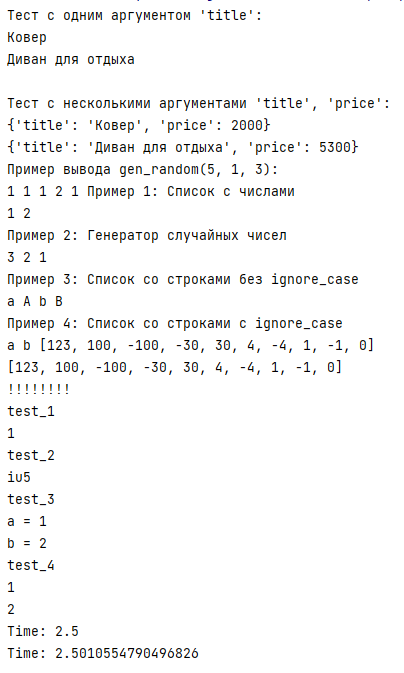 Тест с одним аргументом 'title':
Ковер
Диван для отдыха

Тест с несколькими аргументами 'title', 'price':
{'title': 'Ковер', 'price': 2000}
{'title': 'Диван для отдыха', 'price': 5300}
Пример вывода gen_random(5, 1, 3):
1 1 1 2 1 Пример 1: Список с числами
1 2
Пример 2: Генератор случайных чисел
3 2 1
Пример 3: Список со строками без ignore_case
a A b B
Пример 4: Список со строками с ignore_case
a b [123, 100, -100, -30, 30, 4, -4, 1, -1, 0]
[123, 100, -100, -30, 30, 4, -4, 1, -1, 0]
!!!!!!!!
test_1
1
test_2
iu5
test_3
a = 1
b = 2
test_4
1
2
Time: 2.5
Time: 2.5010554790496826